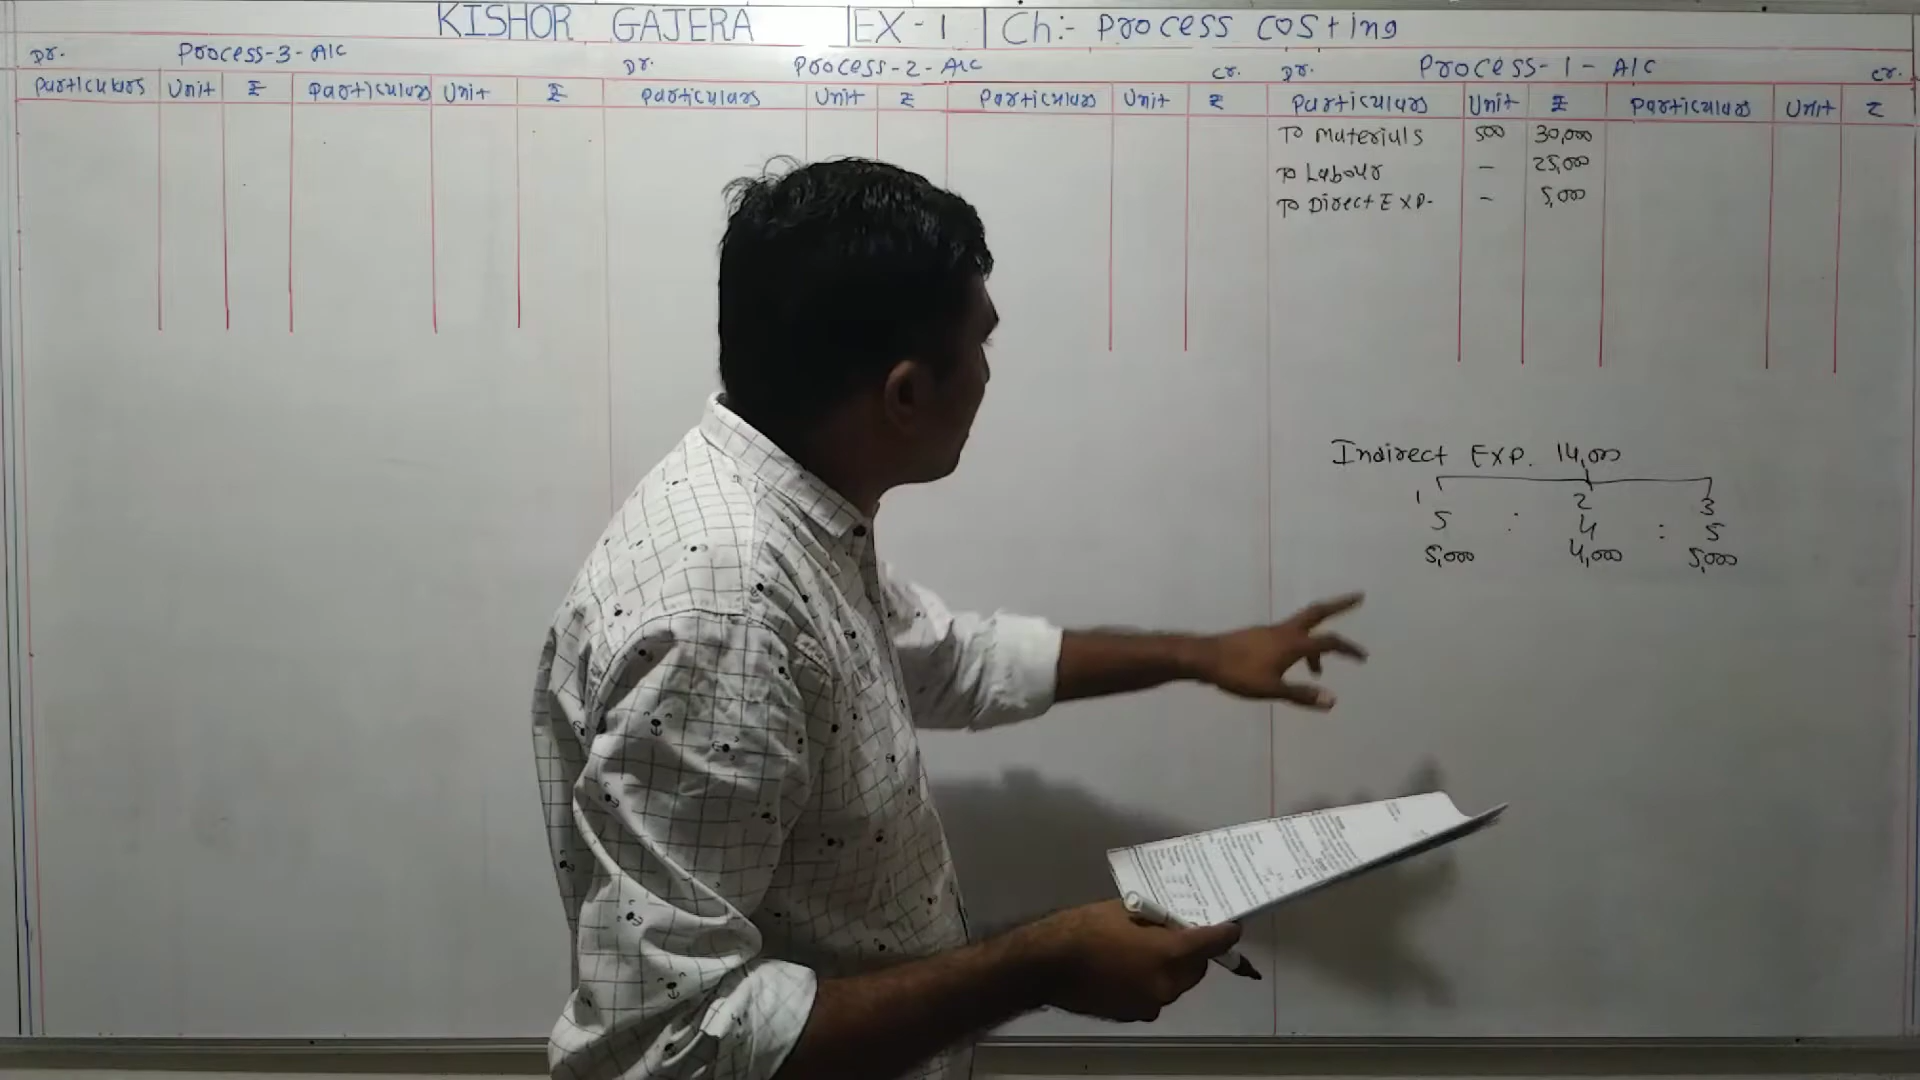 KISHOR GAJERA | EX-1 | Ch:- Process costing
Dr. Process-3-A/C
Particulars Unit ₹ Particulars Unit ₹
Dr. Process-2-A/C Cr.
Particulars Unit ₹ Particulars Unit ₹
Dr. Process-1-A/C Cr.
Particulars Unit ₹ Particulars Unit ₹
To Materials 500 30,000
To Labour - 25,000
To Direct Exp. - 5,000
Indirect Exp. 14,000
1 2 3
5 : 4 : 5
5,000 4,000 5,000